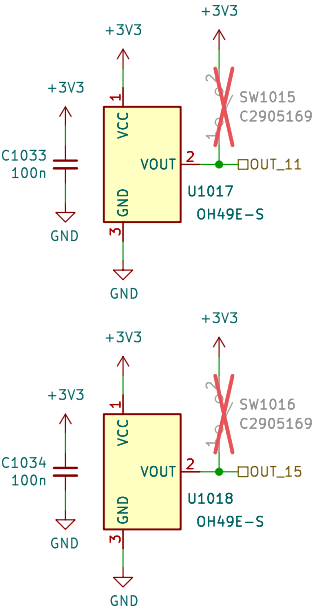 +3V3
+3V3
+3V3
1
2
SW1015
C2905169
1
C1033
100n
VCC
VOUT
2
OUT_11
GND
U1017
OH49E-S
3
GND
GND
+3V3
+3V3
+3V3
1
2
SW1016
C2905169
1
C1034
100n
VCC
VOUT
2
OUT_15
GND
U1018
OH49E-S
3
GND
GND